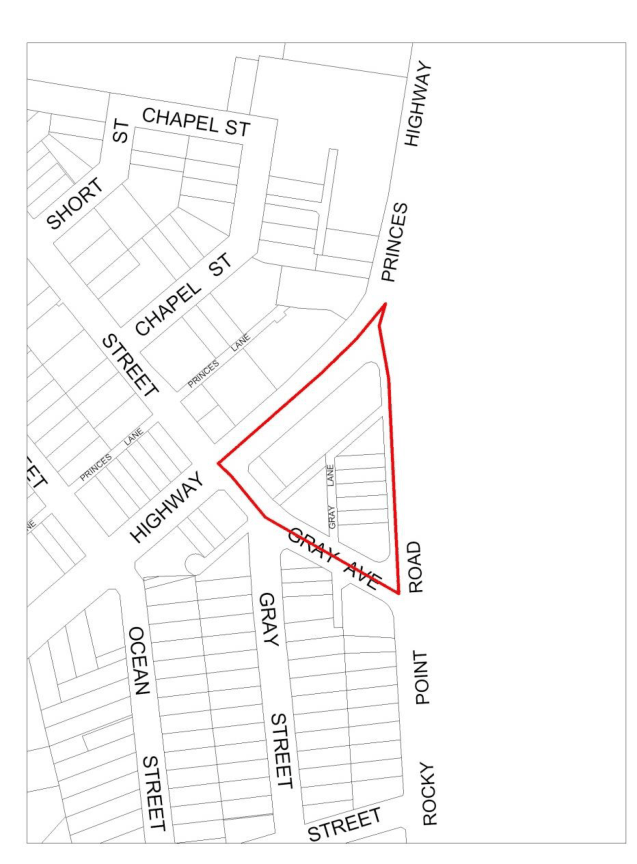 HIGHWAY
CHAPEL ST
ST
SHORT
PRINCES
CHAPEL ST
PRINCES LANE
STREET
PRINCES LANE
HIGHWAY
GRAY LANE
GRAY AVE
ROAD
GRAY
OCEAN
POINT
STREET
STREET
ROCKY
STREET